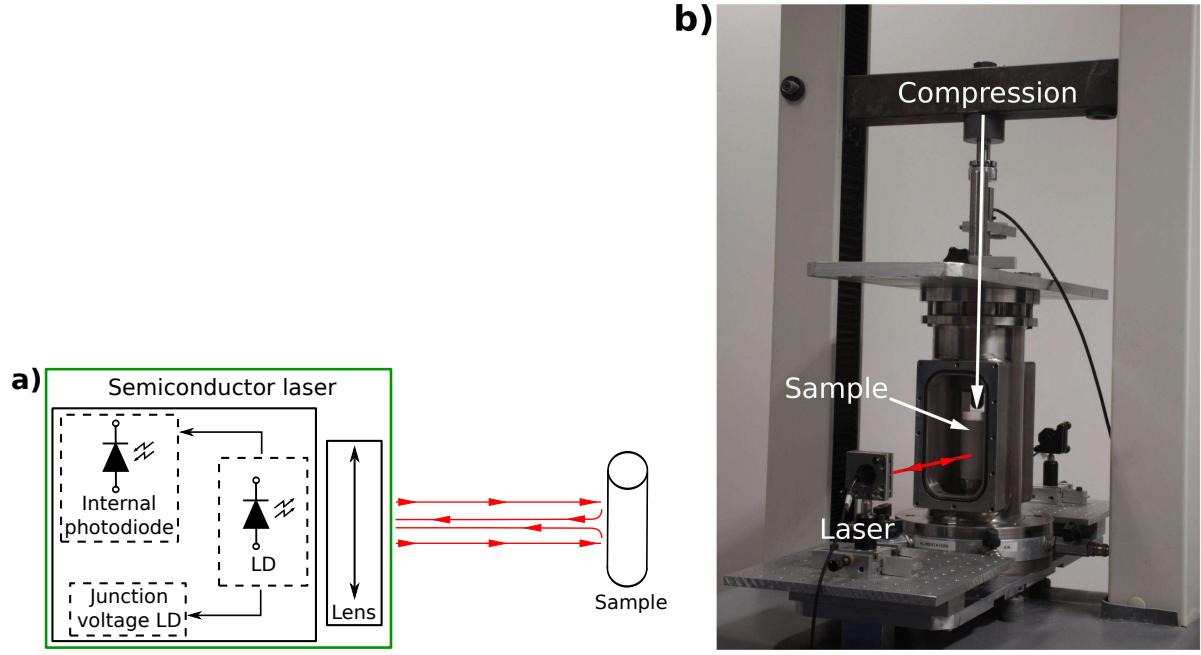 a)
Semiconductor laser
Internal
photodiode
LD
Junction
voltage LD
Lens
Sample
b)
Compression
Sample
Laser